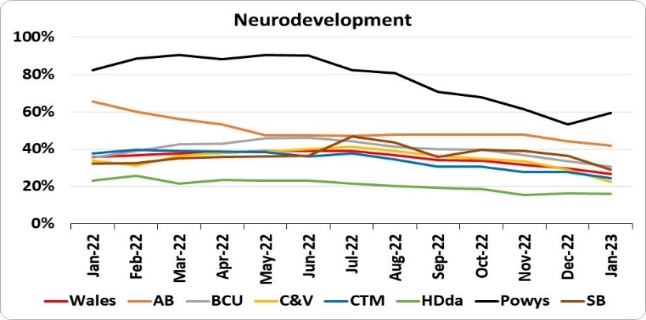 Neurodevelopment
100%
80%
60%
40%
20%
0%
Jan-22 Feb-22 Mar-22 Apr-22 May-22 Jun-22 Jul-22 Aug-22 Sep-22 Oct-22 Nov-22 Dec-22 Jan-23
Wales AB BCU C&V CTM HDda Powys SB